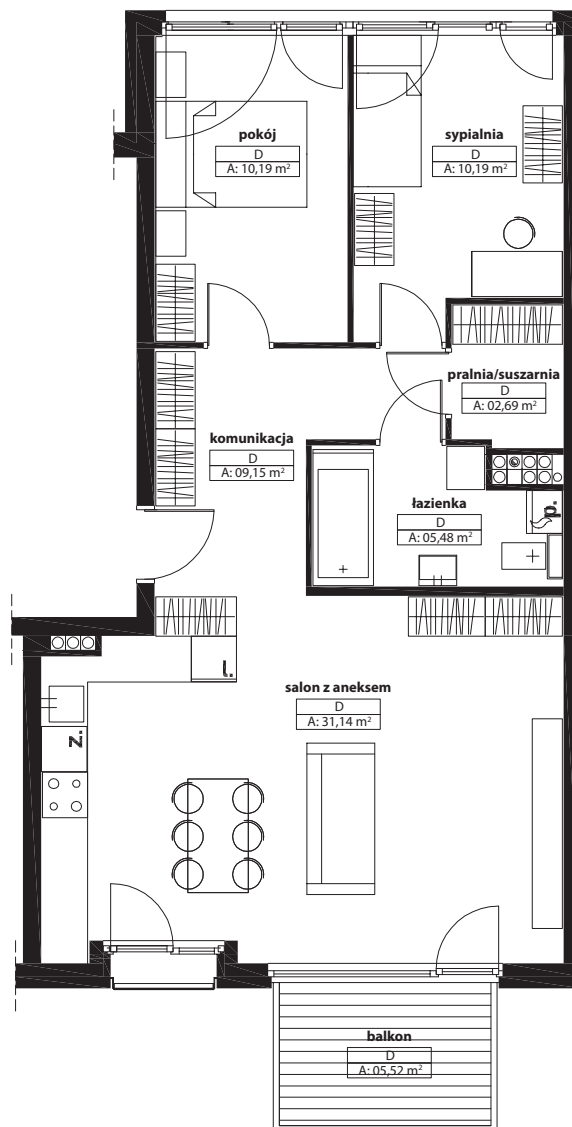 pokój
D
A: 10,19 m²
sypialnia
D
A: 10,19 m²
pralnia/suszarnia
D
A: 02,69 m²
komunikacja
D
A: 09,15 m²
łazienka
D
A: 05,48 m²
p.
l.
salon z aneksem
D
A: 31,14 m²
z.
balkon
D
A: 05,52 m²